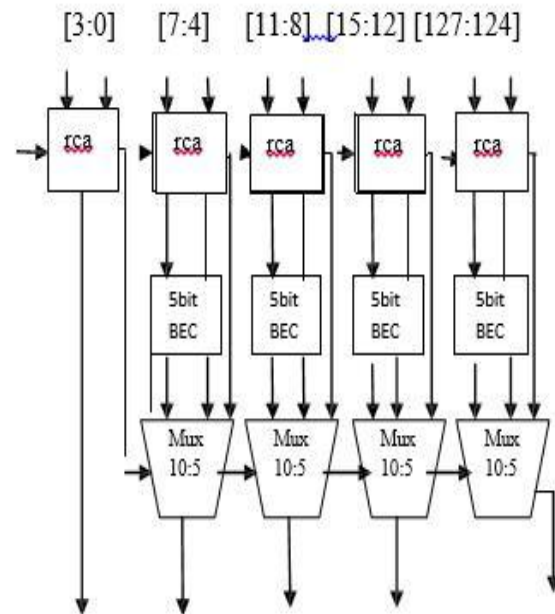 [3:0] [7:4] [11:8] [15:12] [127:124]
rca rca rca rca rca
5bit 5bit 5bit 5bit
BEC BEC BEC BEC
Mux Mux Mux Mux
10:5 10:5 10:5 10:5